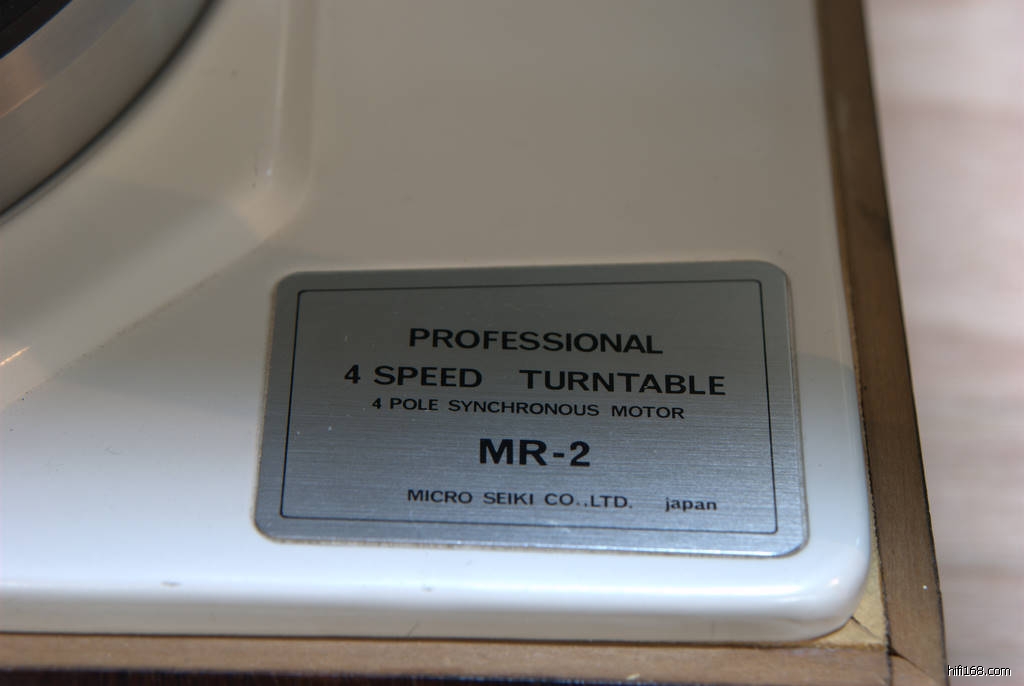 PROFESSIONAL
4 SPEED TURNTABLE
4 POLE SYNCHRONOUS MOTOR
MR-2
MICRO SEIKI CO.,LTD. japan
hifi168.com